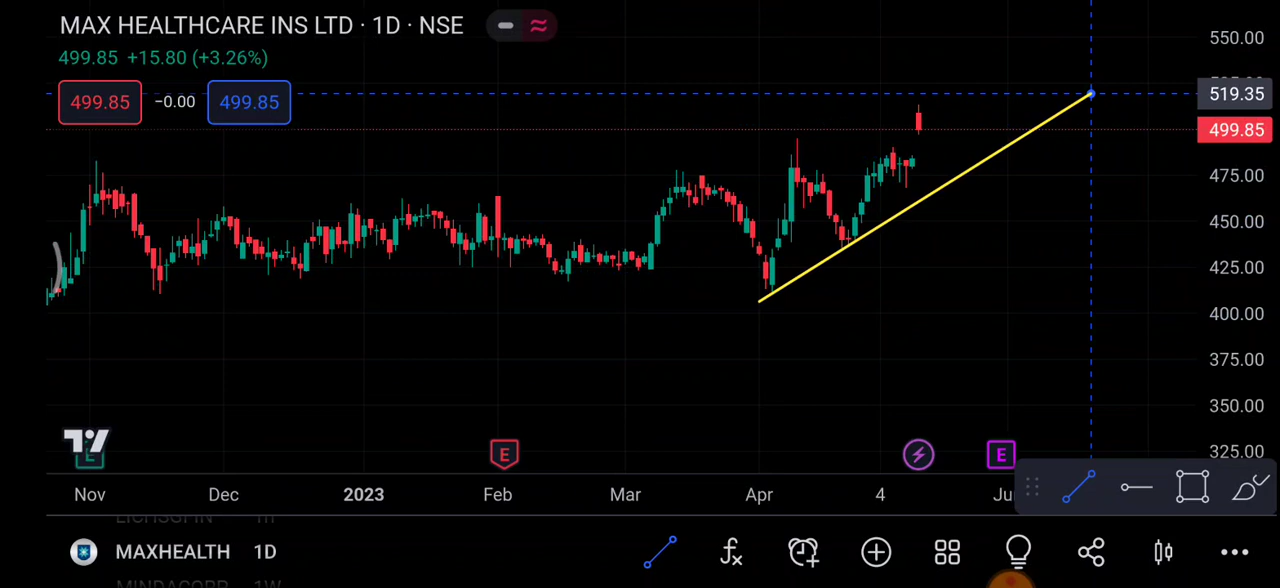 MAX HEALTHCARE INS LTD · 1D · NSE
499.85 +15.80 (+3.26%)
499.85 −0.00 499.85
550.00
519.35
499.85
475.00
450.00
425.00
400.00
375.00
350.00
325.00
E E E
Nov Dec 2023 Feb Mar Apr 4
MAXHEALTH 1D